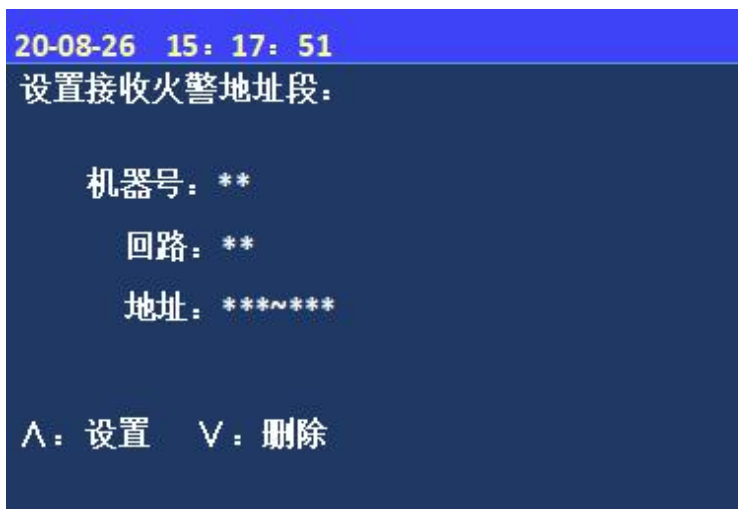 20-08-26 15：17：51
设置接收火警地址段：
机器号：**
回路：**
地址：***~***
∧：设置 ∨：删除